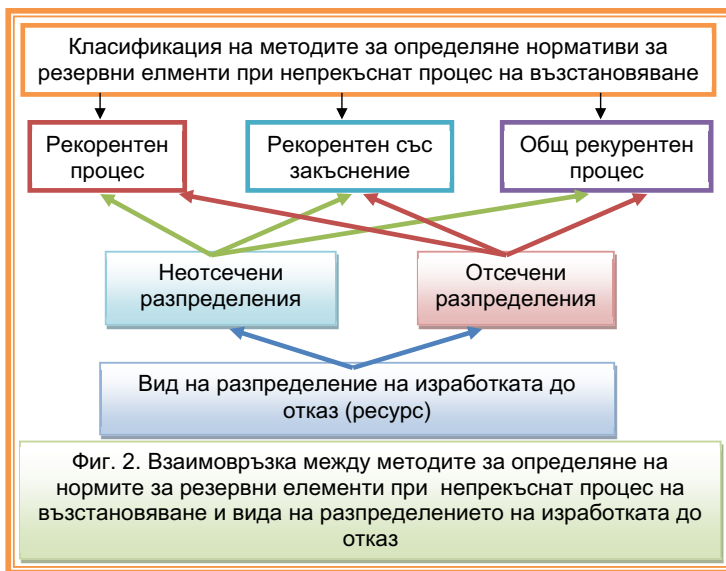 Класификация на методите за определяне нормативи за
резервни елменти при непрекъснат процес на възстановяване
Рекорентен
процес
Рекорентен със
закъснение
Общ рекурентен
процес
Неотсечени
разпределения
Отсечени
разпределения
Вид на разпределение на изработката до
отказ (ресурс)
Фиг. 2. Взаимовръзка между методите за определяне на
нормите за резервни елементи при непрекъснат процес на
възстановяване и вида на разпределението на изработката до
отказ